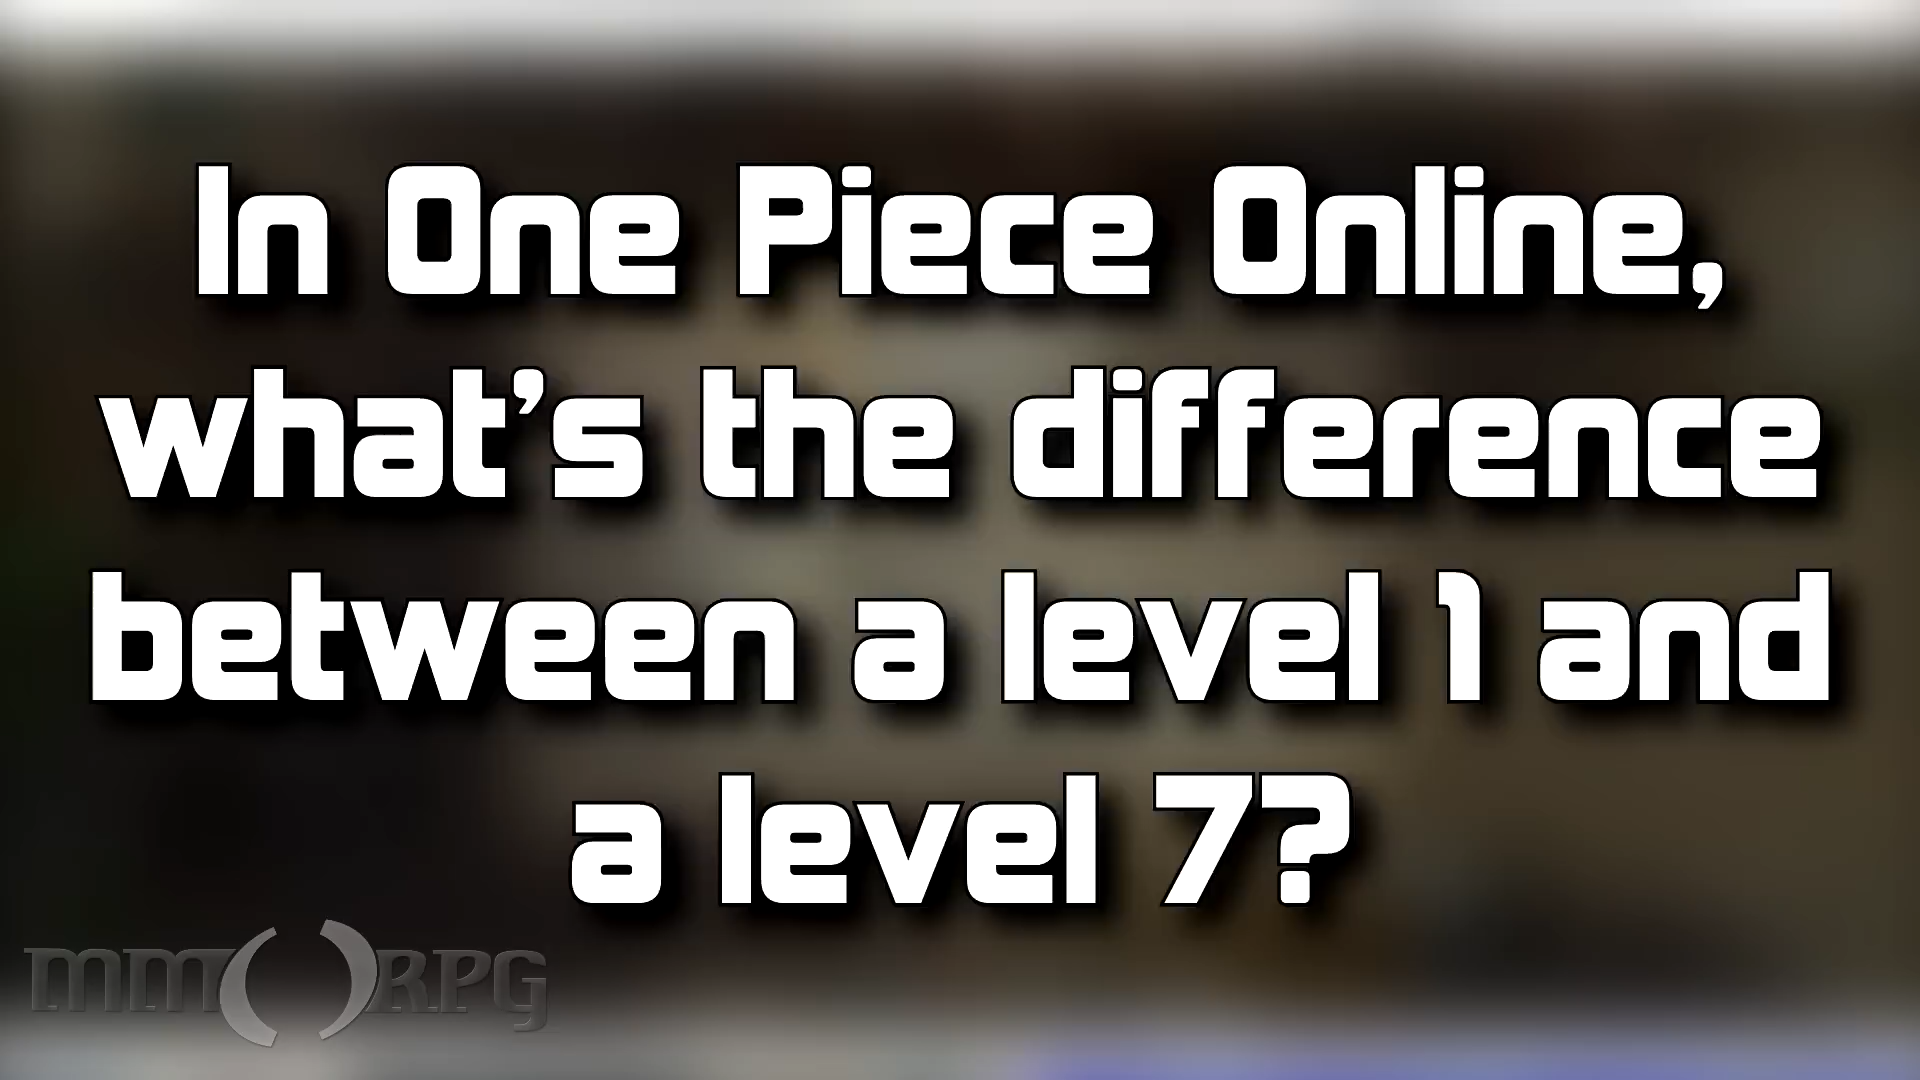 In One Piece Online,
what's the difference
between a level 1 and
a level 7?
MMORPG